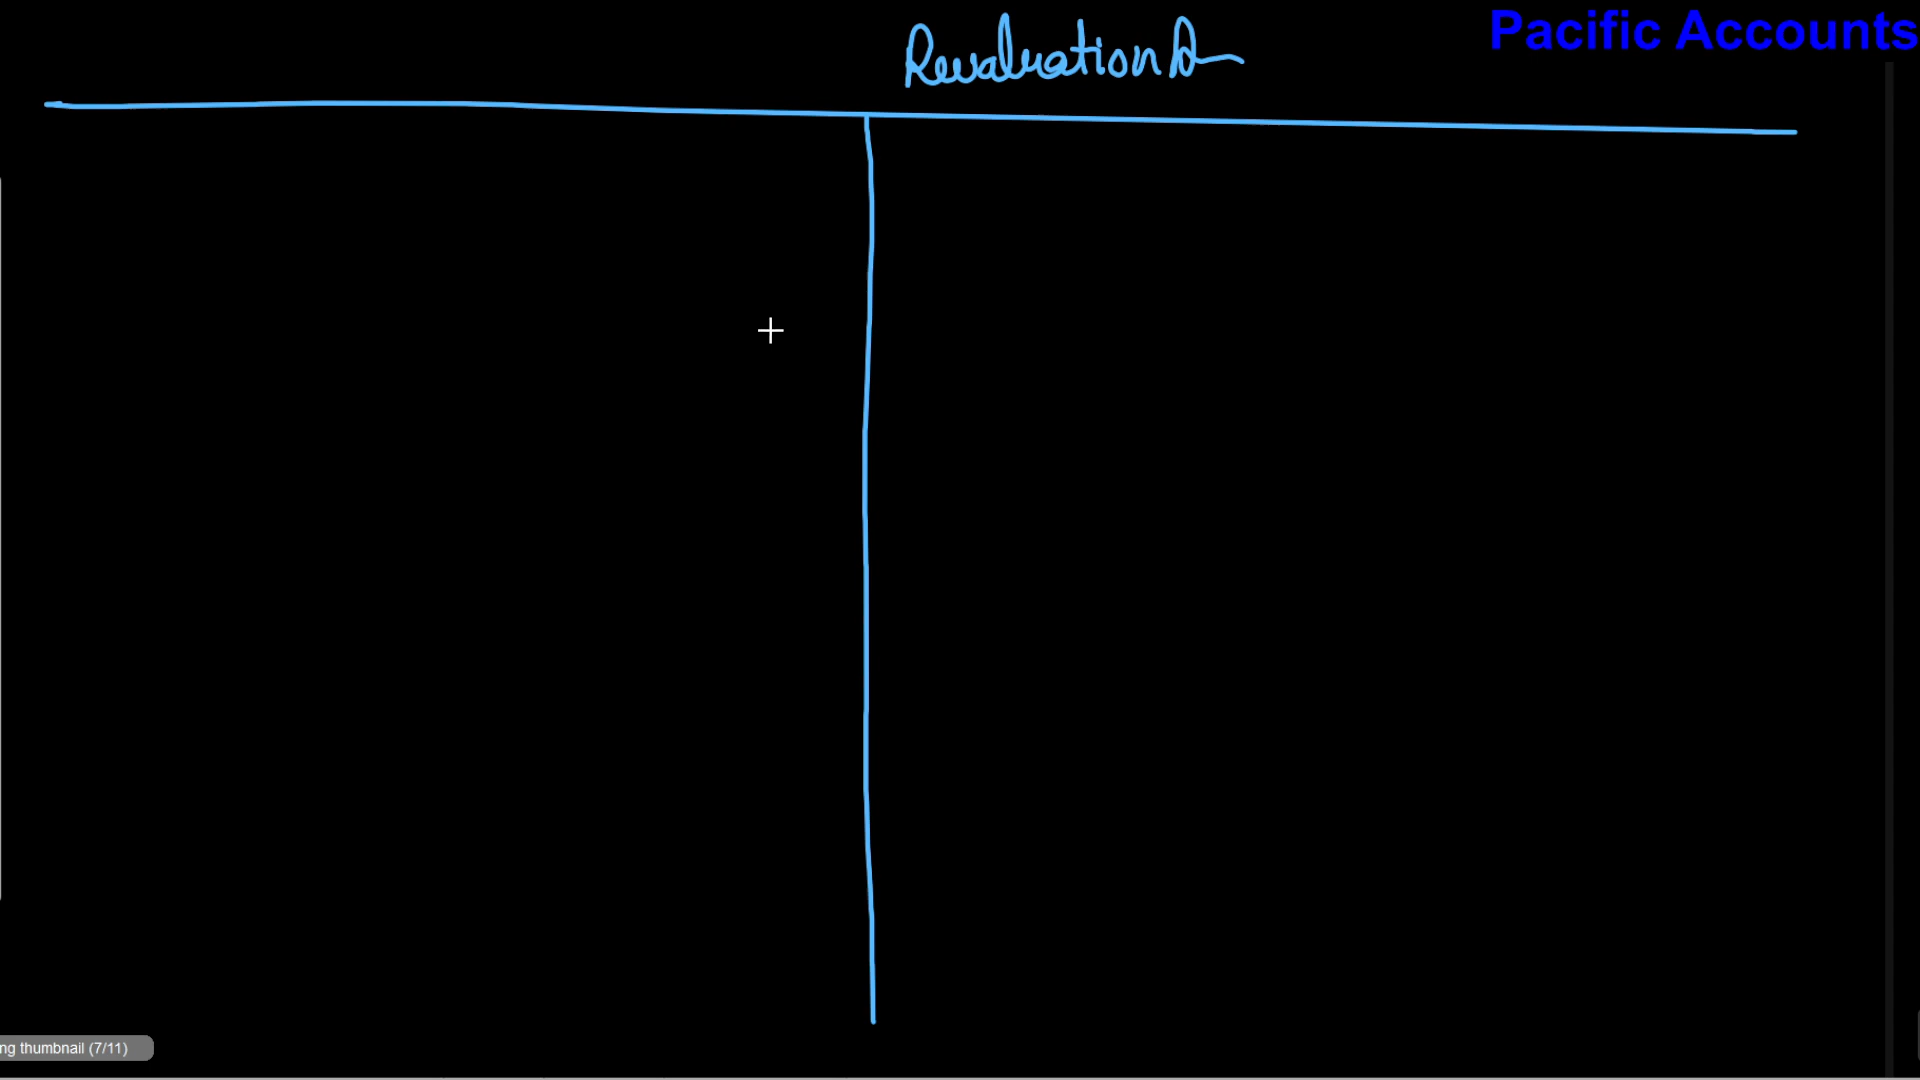 Revaluation A
Pacific Accounts
ng thumbnail (7/11)